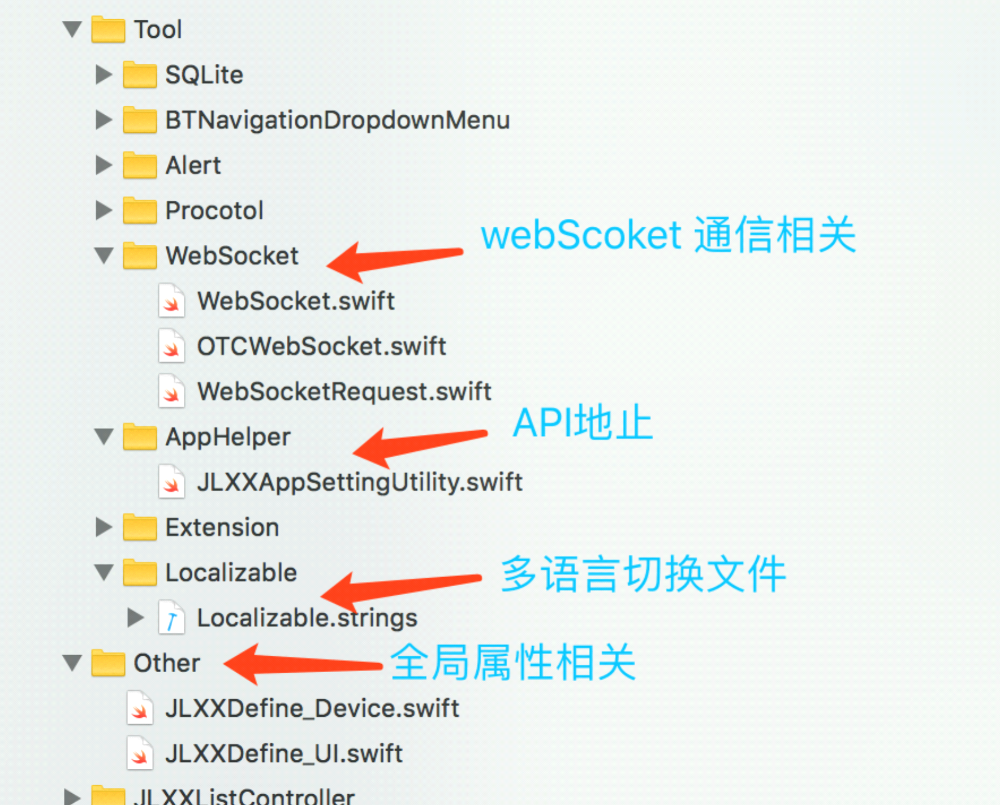 Tool
SQLite
BTNavigationDropdownMenu
Alert
Procotol
webScoket 通信相关
WebSocket
WebSocket.swift
OTCWebSocket.swift
WebSocketRequest.swift
API地止
AppHelper
JLXXAppSettingUtility.swift
Extension
多语言切换文件
Localizable
Localizable.strings
Other
全局属性相关
JLXXDefine_Device.swift
JLXXDefine_UI.swift
JLXXListController